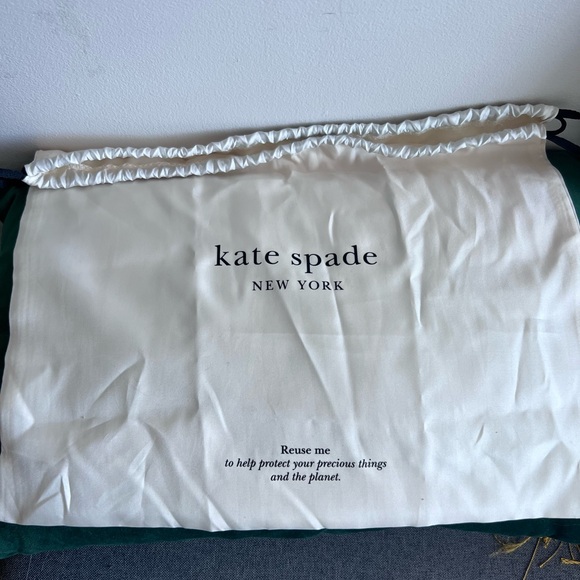 kate spade
NEW YORK
Reuse me
to help protect your precious things
and the planet.